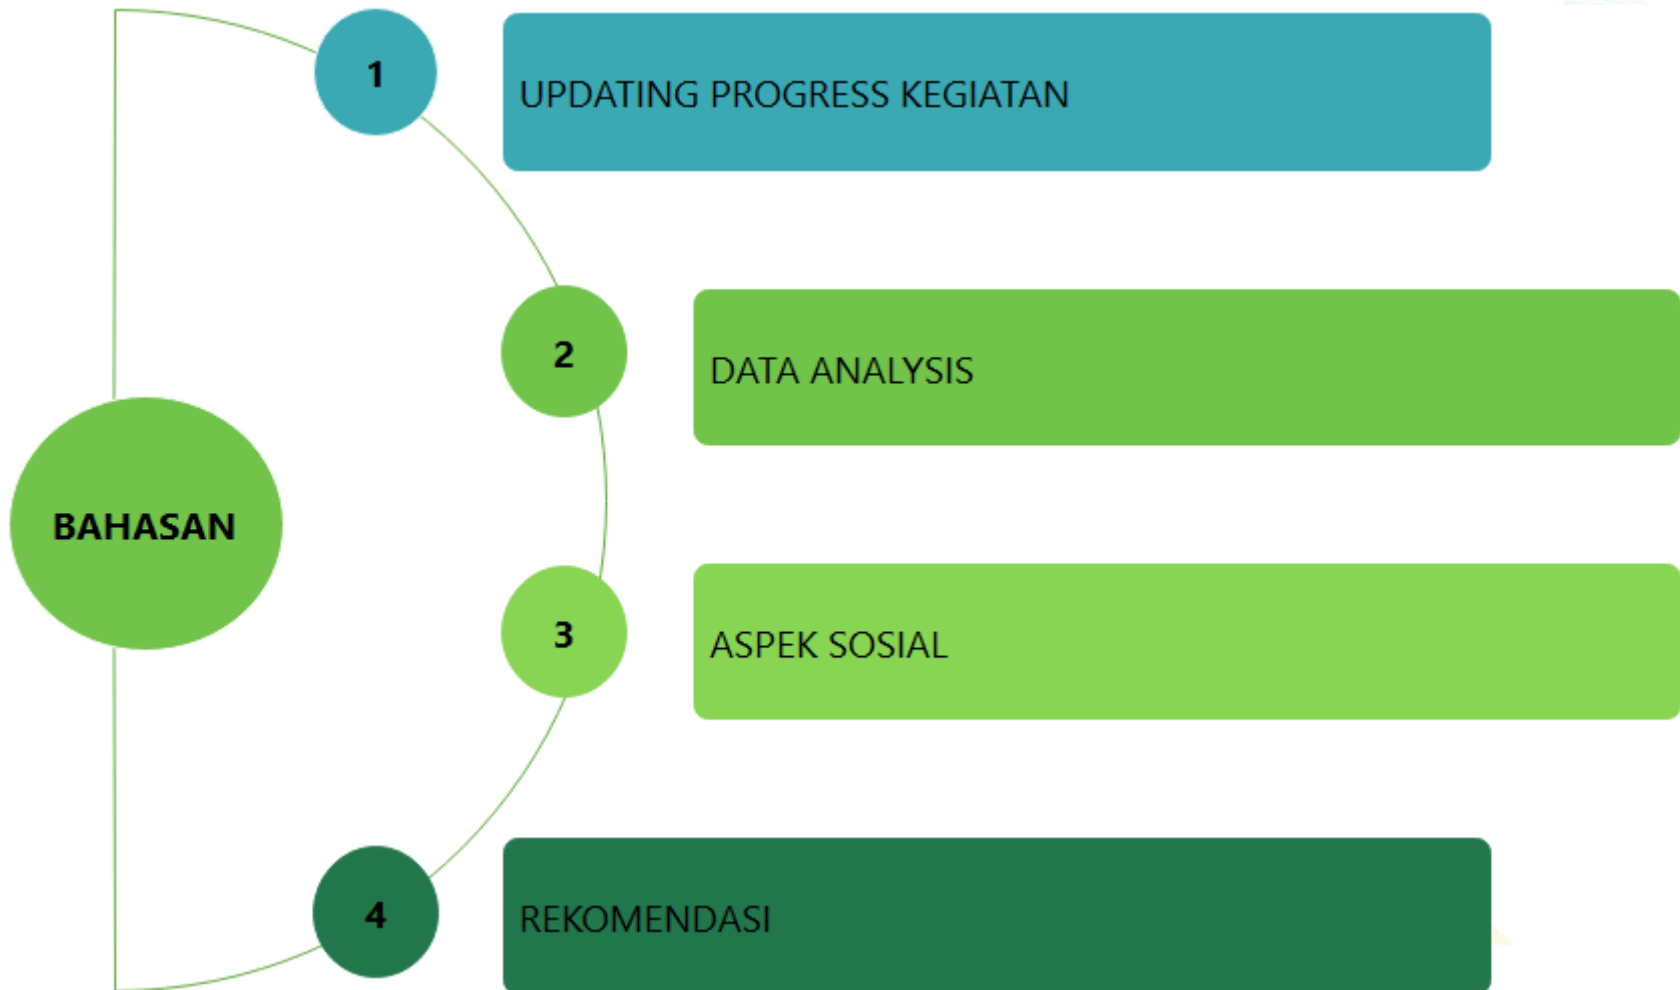 1
UPDATING PROGRESS KEGIATAN
2
DATA ANALYSIS
BAHASAN
3
ASPEK SOSIAL
4
REKOMENDASI